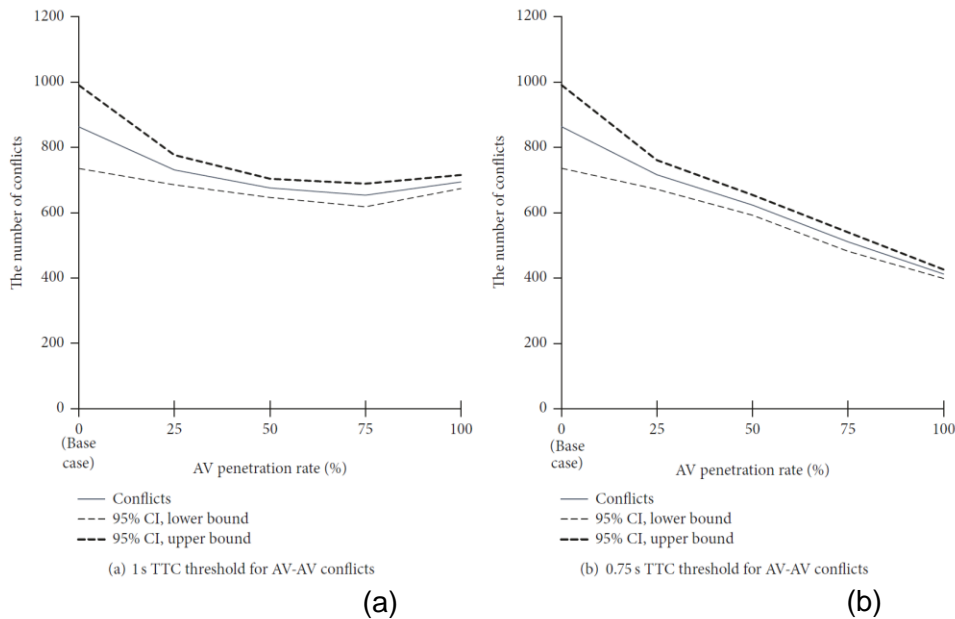 1200
1000
800
600
400
200
0
The number of conflicts
0
(Base
case)
25
50
75
100
AV penetration rate (%)
Conflicts
95% CI, lower bound
95% CI, upper bound
(a) 1 s TTC threshold for AV-AV conflicts
(a)
1200
1000
800
600
400
200
0
The number of conflicts
0
(Base
case)
25
50
75
100
AV penetration rate (%)
Conflicts
95% CI, lower bound
95% CI, upper bound
(b) 0.75 s TTC threshold for AV-AV conflicts
(b)